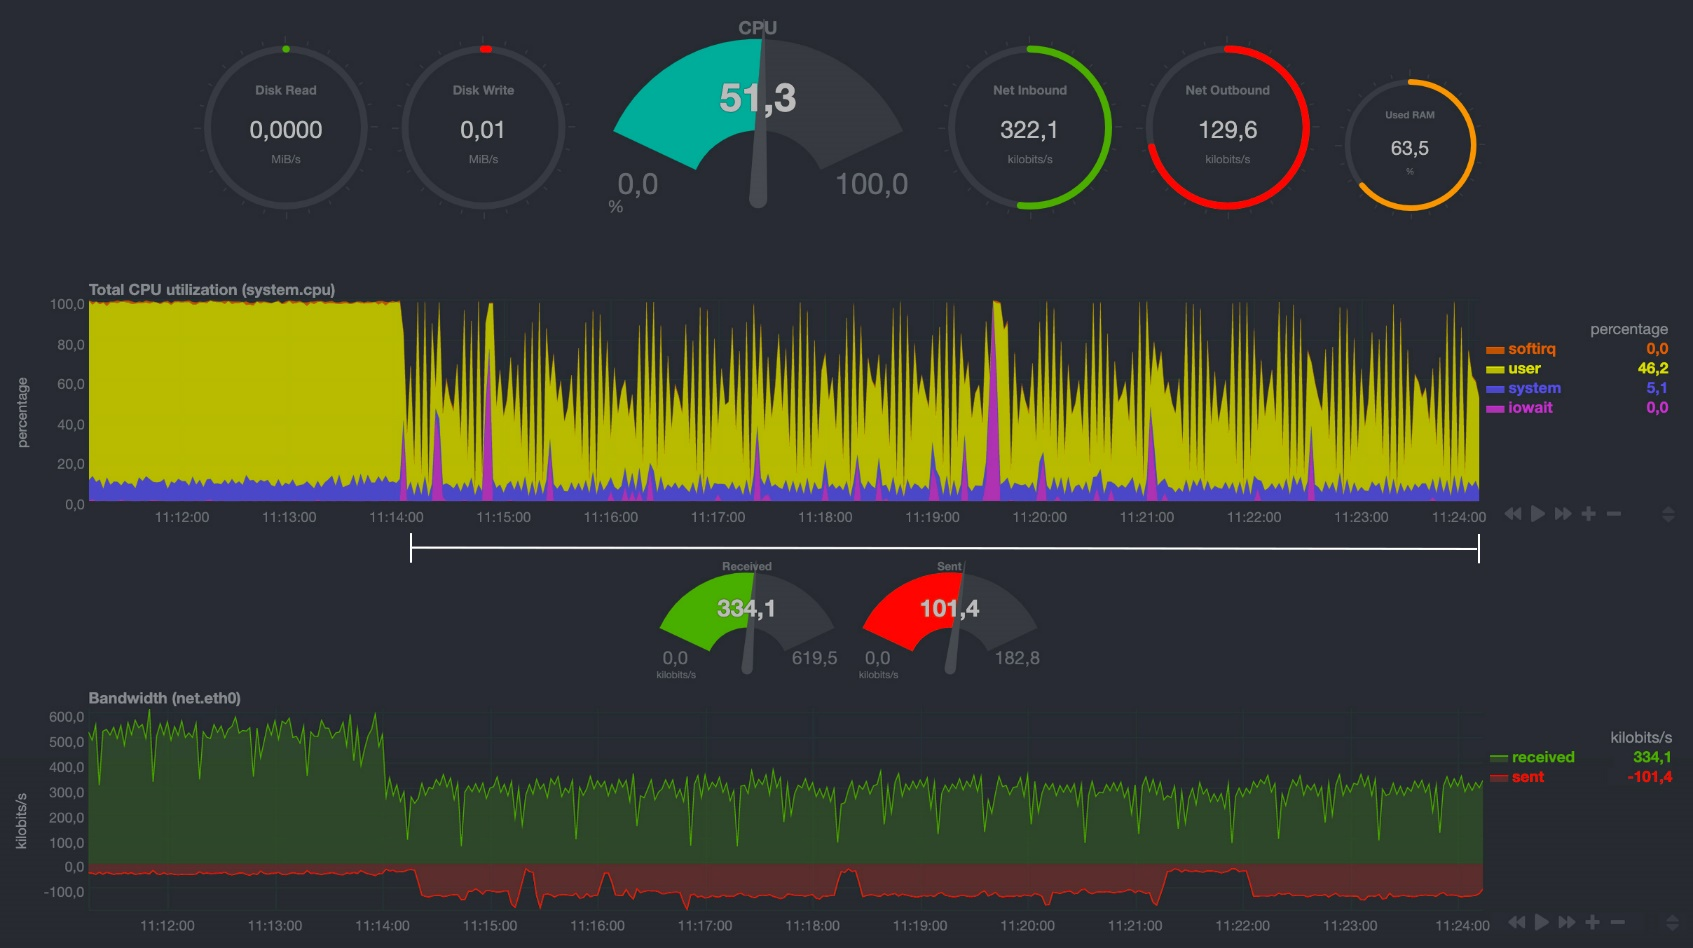 CPU
Disk Read
0,0000
MiB/s
Disk Write
0,01
MiB/s
51,3
0,0
100,0
%
Net Inbound
322,1
kilobits/s
Net Outbound
129,6
kilobits/s
Used RAM
63,5
%
Total CPU utilization (system.cpu)
percentage
100,0
80,0
60,0
40,0
20,0
0,0
11:12:00 11:13:00 11:14:00 11:15:00 11:16:00 11:17:00 11:18:00 11:19:00 11:20:00 11:21:00 11:22:00 11:23:00 11:24:00
percentage
softirq 0,0
user 46,2
system 5,1
iowait 0,0
Received
334,1
0,0
619,5
kilobits/s
Sent
101,4
0,0
182,8
kilobits/s
Bandwidth (net.eth0)
kilobits/s
600,0
500,0
400,0
300,0
200,0
100,0
0,0
-100,0
11:12:00 11:13:00 11:14:00 11:15:00 11:16:00 11:17:00 11:18:00 11:19:00 11:20:00 11:21:00 11:22:00 11:23:00 11:24:00
kilobits/s
received 334,1
sent -101,4